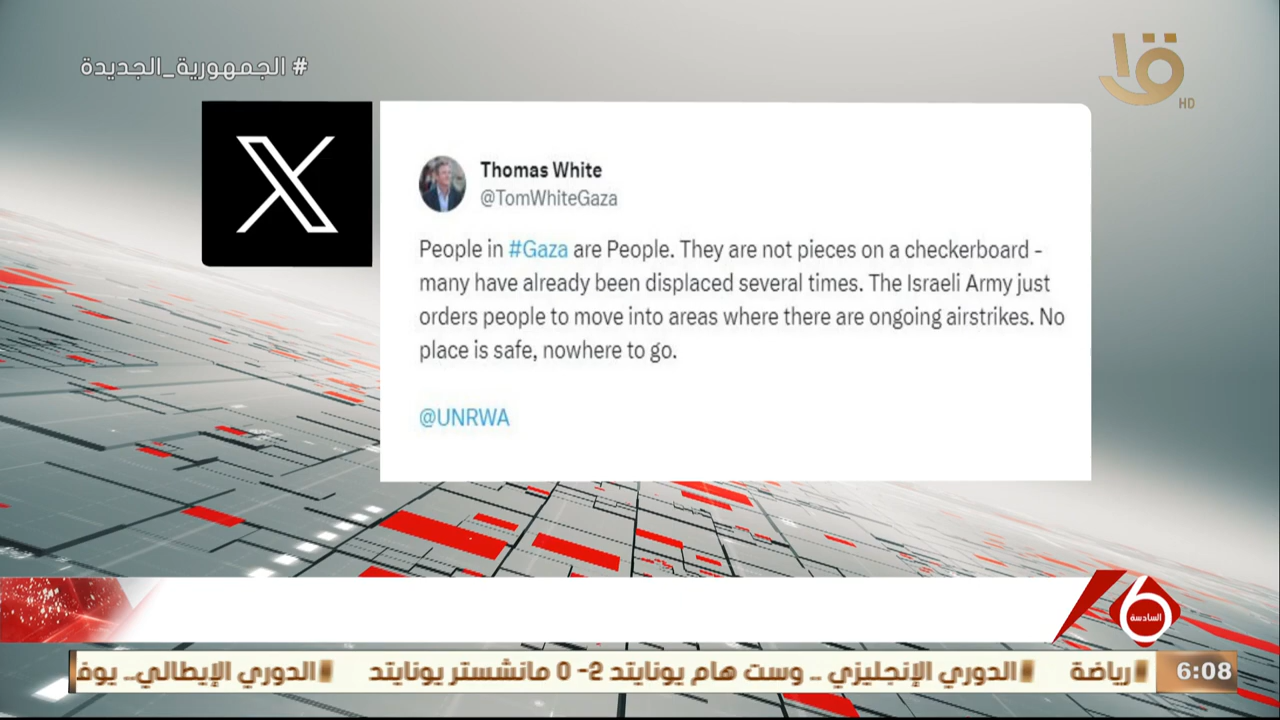 # الجمهورية_الجديدة
HD
Thomas White
@TomWhiteGaza
People in #Gaza are People. They are not pieces on a checkerboard -
many have already been displaced several times. The Israeli Army just
orders people to move into areas where there are ongoing airstrikes. No
place is safe, nowhere to go.
@UNRWA
6 السادسة
6:08 رياضة الدوري الإنجليزي .. وست هام يونايتد 2- 0 مانشستر يونايتد الدوري الإيطالي.. يوف